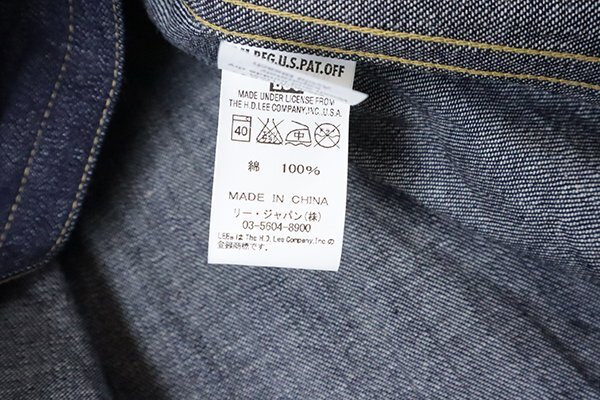 REG.U.S.PAT.OFF
MADE UNDER LICENSE FROM
THE H.D. LEE COMPANY,INC.,U.S.A.
40 中
綿 100%
MADE IN CHINA
リー・ジャパン(株)
03-5604-8900
LEE®は The H.D. Lee Company,Inc.の
登録商標です。